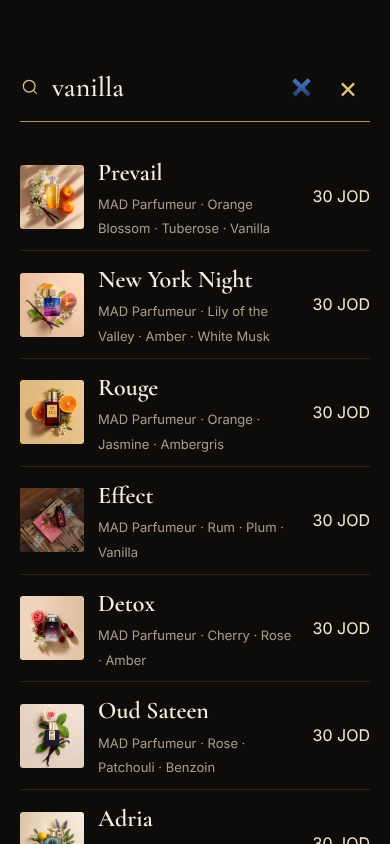 vanilla
Prevail
MAD Parfumeur · Orange
Blossom · Tuberose · Vanilla
30 JOD
New York Night
MAD Parfumeur · Lily of the
Valley · Amber · White Musk
30 JOD
Rouge
MAD Parfumeur · Orange ·
Jasmine · Ambergris
30 JOD
Effect
MAD Parfumeur · Rum · Plum ·
Vanilla
30 JOD
Detox
MAD Parfumeur · Cherry · Rose
· Amber
30 JOD
Oud Sateen
MAD Parfumeur · Rose ·
Patchouli · Benzoin
30 JOD
Adria
30 JOD